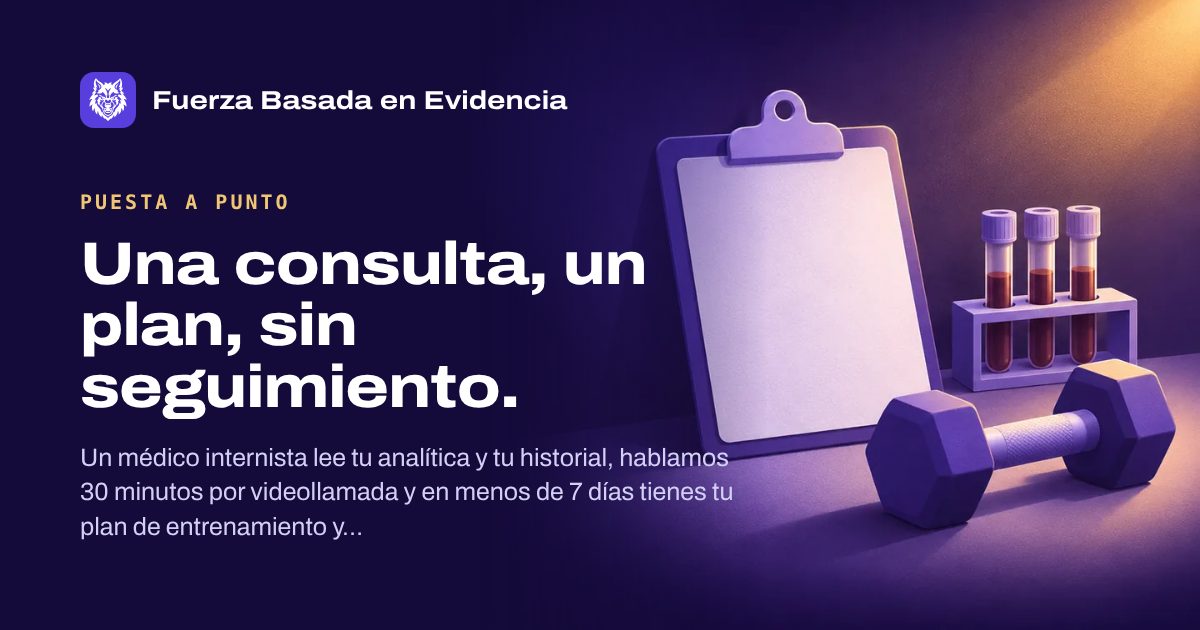 Fuerza Basada en Evidencia
PUESTA A PUNTO
Una consulta, un
plan, sin
seguimiento.
Un médico internista lee tu analítica y tu historial, hablamos
30 minutos por videollamada y en menos de 7 días tienes tu
plan de entrenamiento y...